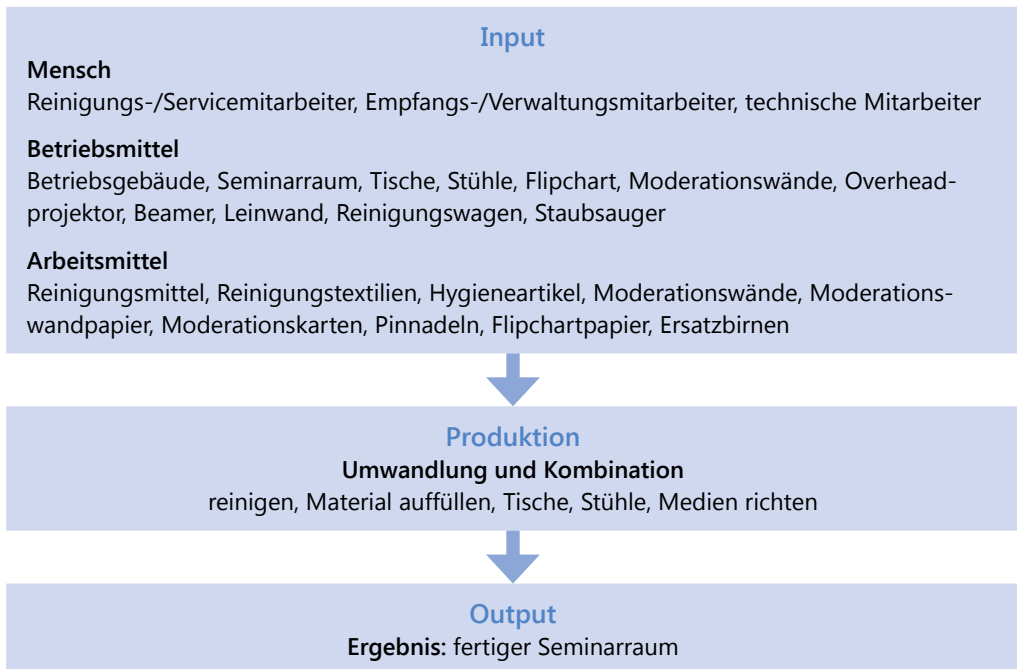 Input
Mensch
Reinigungs-/Servicemitarbeiter, Empfangs-/Verwaltungsmitarbeiter, technische Mitarbeiter
Betriebsmittel
Betriebsgebäude, Seminarraum, Tische, Stühle, Flipchart, Moderationswände, Overhead-
projektor, Beamer, Leinwand, Reinigungswagen, Staubsauger
Arbeitsmittel
Reinigungsmittel, Reinigungstextilien, Hygieneartikel, Moderationswände, Moderations-
wandpapier, Moderationskarten, Pinnadeln, Flipchartpapier, Ersatzbirnen
Produktion
Umwandlung und Kombination
reinigen, Material auffüllen, Tische, Stühle, Medien richten
Output
Ergebnis: fertiger Seminarraum